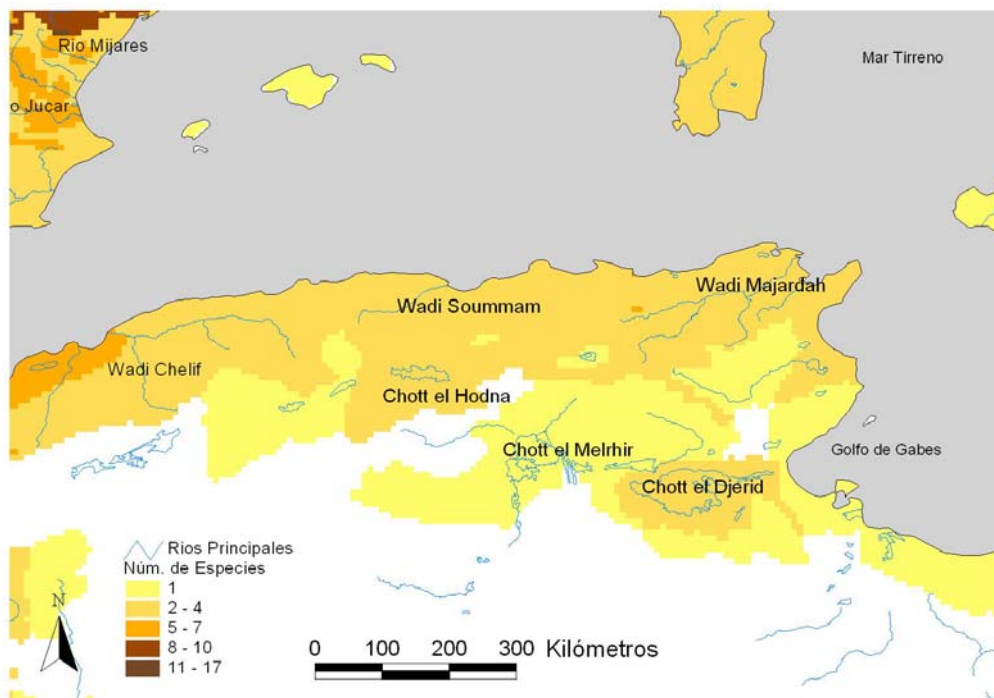 Rio Mijares
Mar Tirreno
o Jucar
Wadi Majardah
Wadi Soummam
Wadi Chelif
Chott el Hodna
Chott el Melrhir
Golfo de Gabes
Chott el Djerid
Rios Principales
Núm. de Especies
1
2 - 4
5 - 7
8 - 10
11 - 17
N
0 100 200 300 Kilómetros